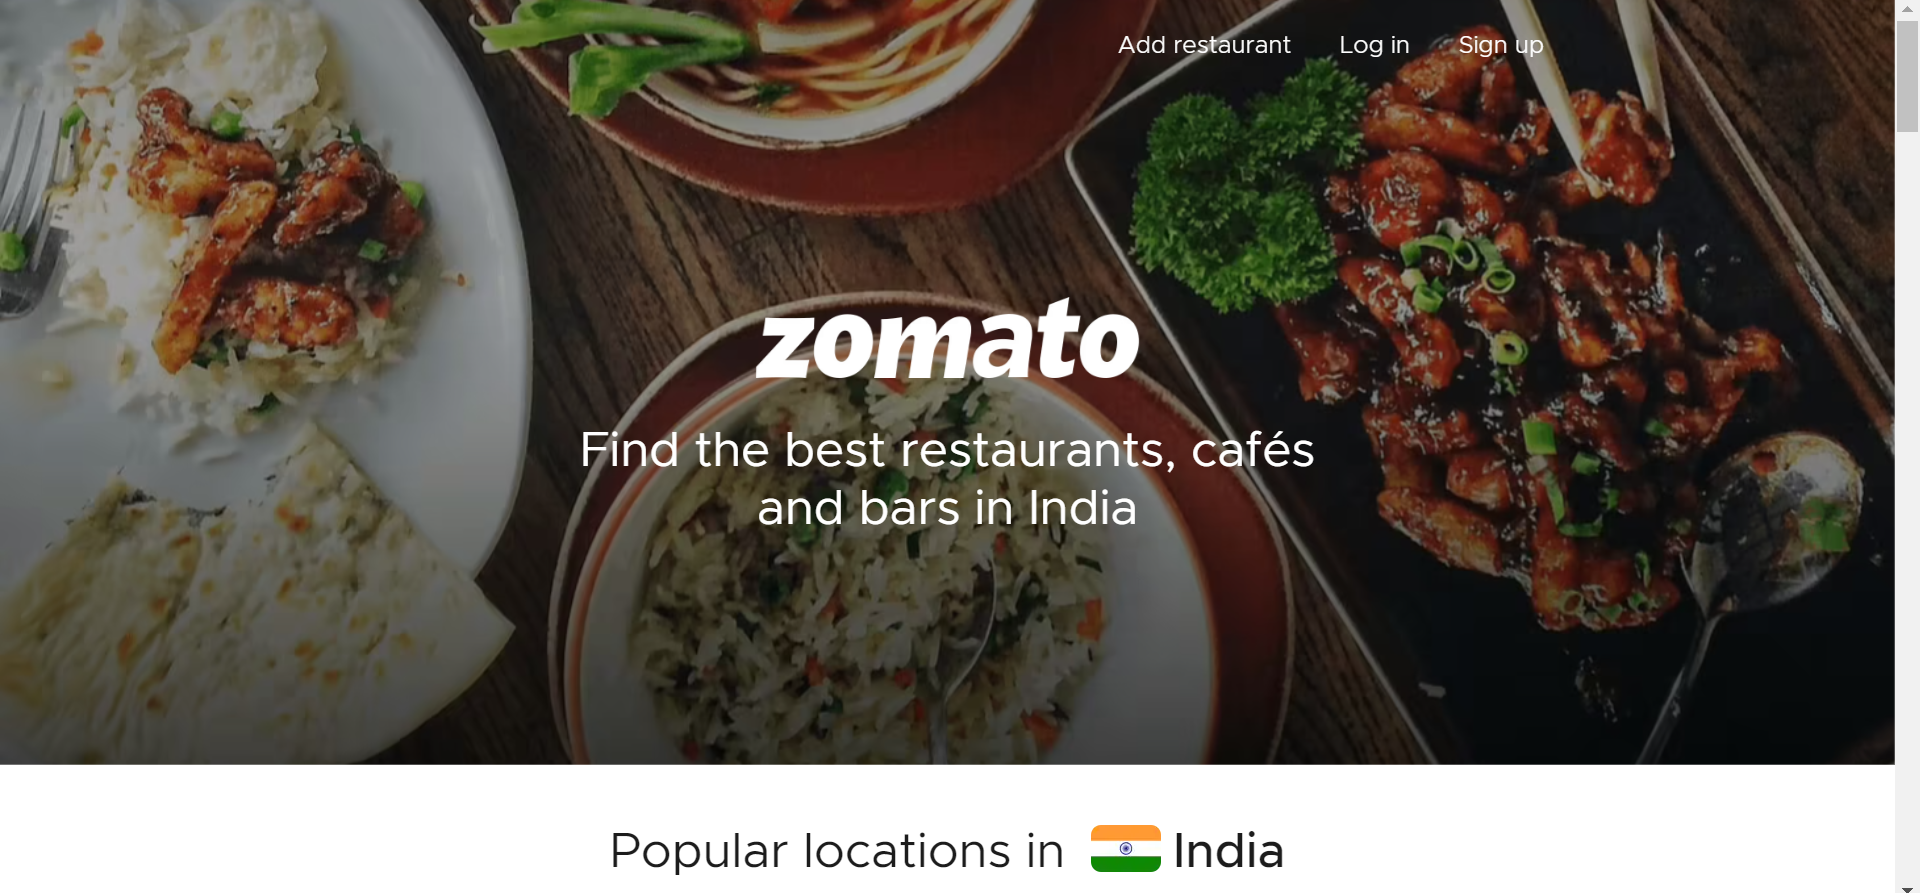 Add restaurant Log in Sign up
zomato
Find the best restaurants, cafés
and bars in India
Popular locations in India